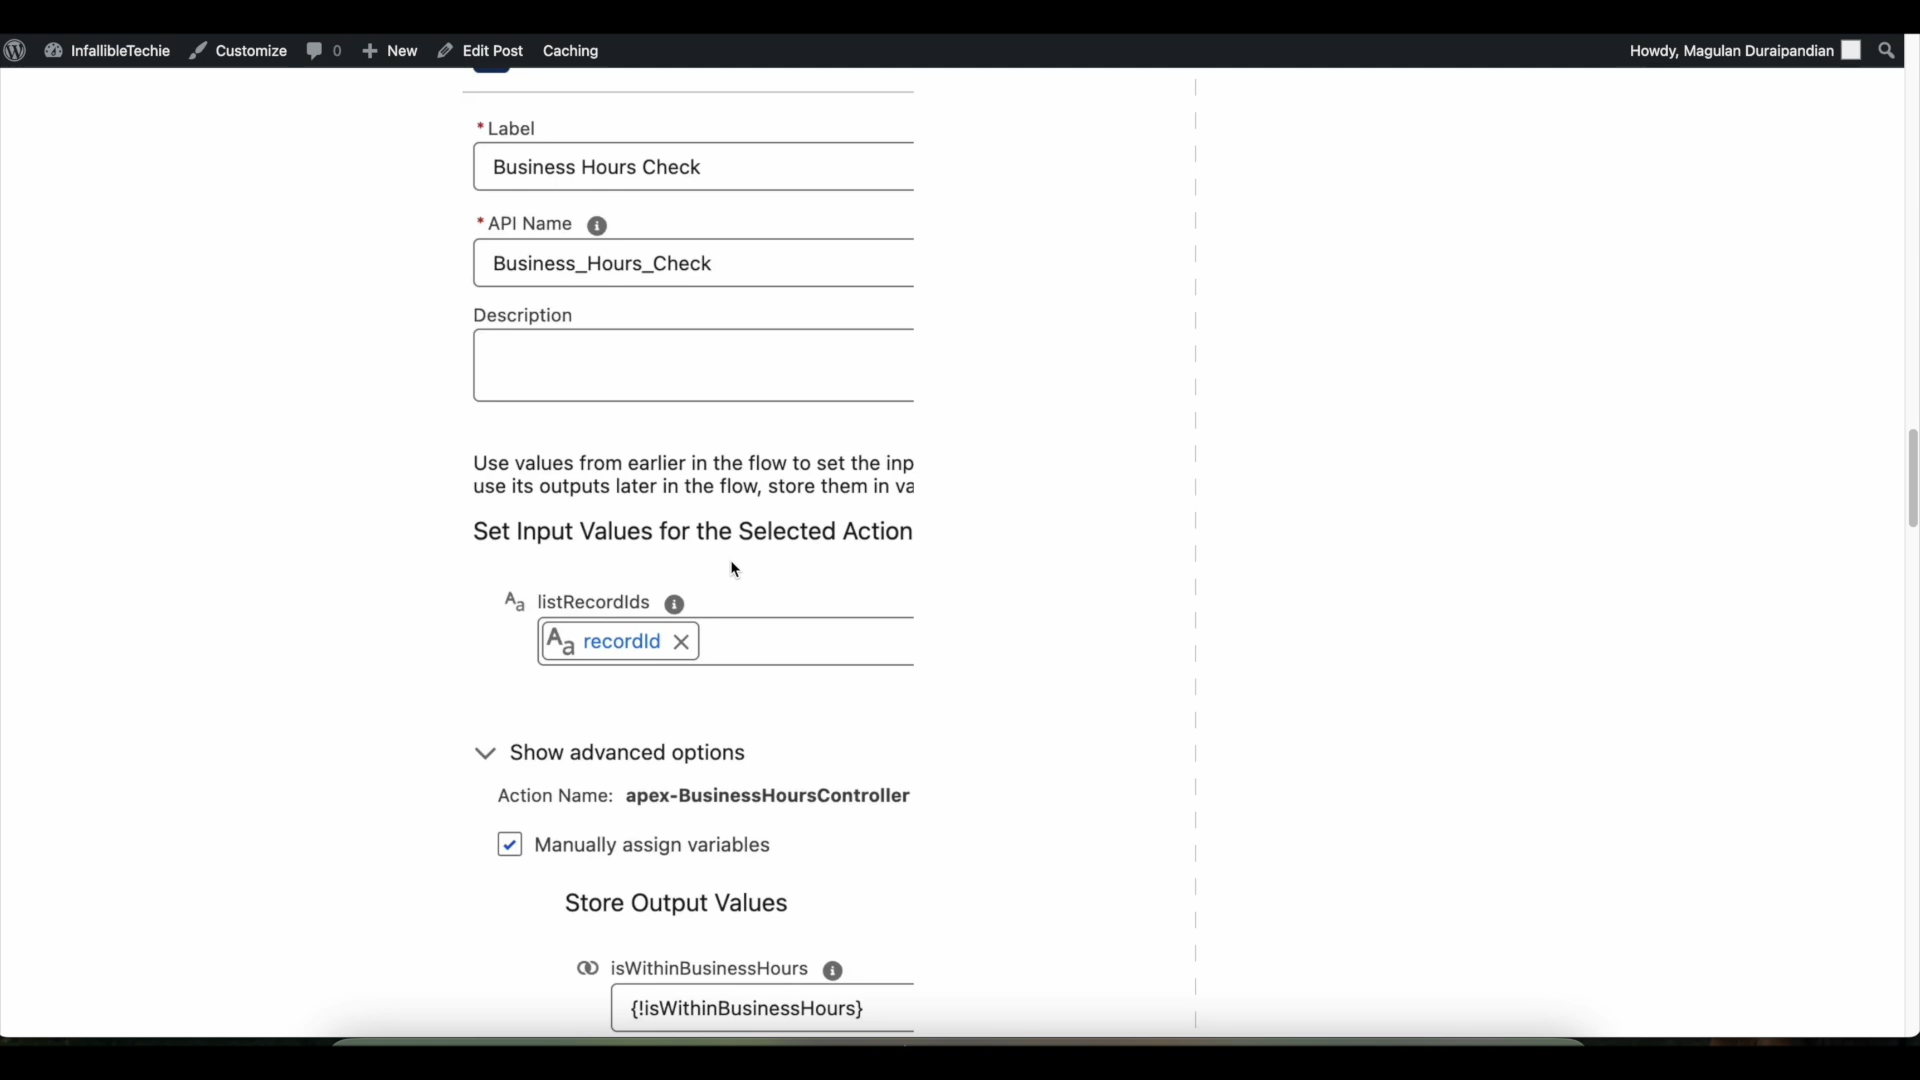 InfallibleTechie Customize 0 New Edit Post Caching Howdy, Magulan Duraipandian
* Label
Business Hours Check
* API Name
Business_Hours_Check
Description
Use values from earlier in the flow to set the inp
use its outputs later in the flow, store them in va
Set Input Values for the Selected Action
Aa listRecordIds
Aa recordId
Show advanced options
Action Name: apex-BusinessHoursController
Manually assign variables
Store Output Values
isWithinBusinessHours
{!isWithinBusinessHours}